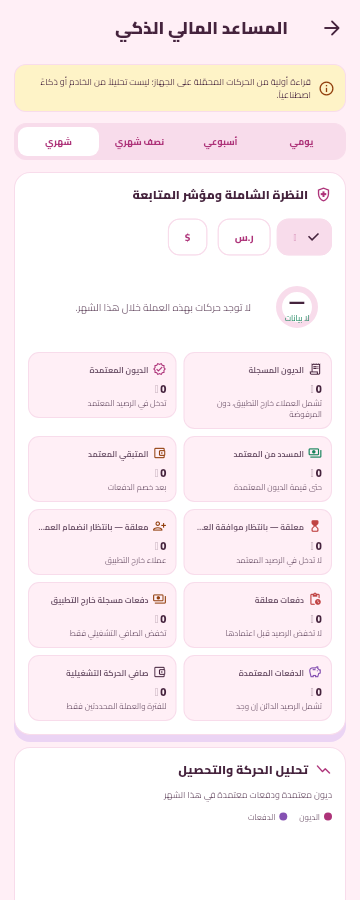 المساعد المالي الذكي
قراءة أولية من الحركات المحمّلة على الجهاز؛ ليست تحليلاً من الخادم أو ذكاءً
اصطناعياً.
يومي
أسبوعي
نصف شهري
شهري
النظرة الشاملة ومؤشر المتابعة
ر.س
$
—
لا بيانات
لا توجد حركات بهذه العملة خلال هذا الشهر.
الديون المسجلة
0
تشمل العملاء خارج التطبيق، دون
المرفوضة
الديون المعتمدة
0
تدخل في الرصيد المعتمد
المسدد من المعتمد
0
حتى قيمة الديون المعتمدة
المتبقي المعتمد
0
بعد خصم الدفعات
معلقة — بانتظار موافقة العـ...
0
لا تدخل في الرصيد المعتمد
معلقة — بانتظار انضمام العمـ...
0
عملاء خارج التطبيق
دفعات معلقة
0
لا تخفض الرصيد قبل اعتمادها
دفعات مسجلة خارج التطبيق
0
تخفض الصافي التشغيلي فقط
الدفعات المعتمدة
0
تشمل الرصيد الدائن إن وجد
صافي الحركة التشغيلية
0
للفترة والعملة المحددتين فقط
تحليل الحركة والتحصيل
ديون معتمدة ودفعات معتمدة في هذا الشهر
الديون
الدفعات